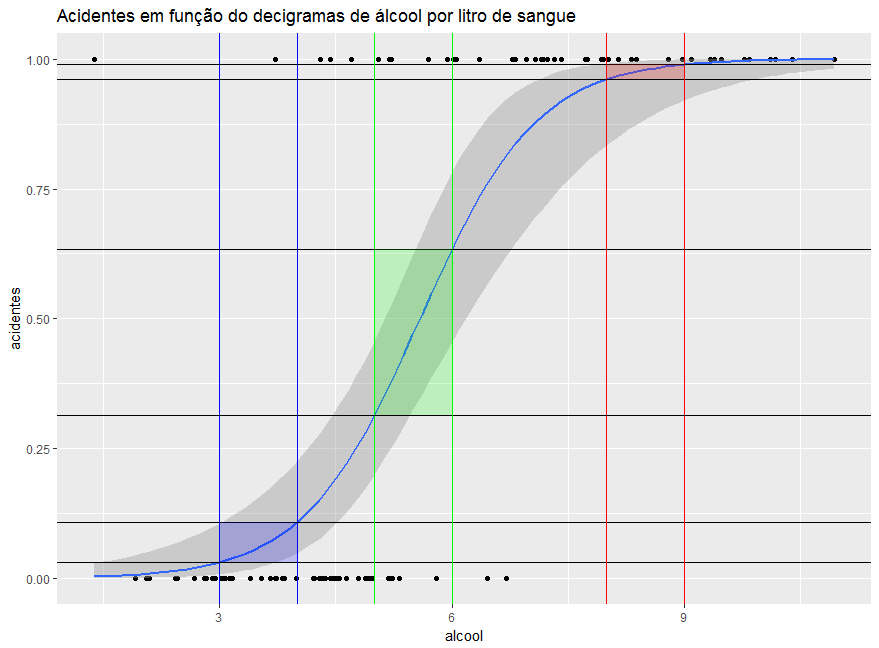 Acidentes em função do decigramas de álcool por litro de sangue
1.00
0.75
0.50
0.25
0.00
acidentes
3
6
9
alcool